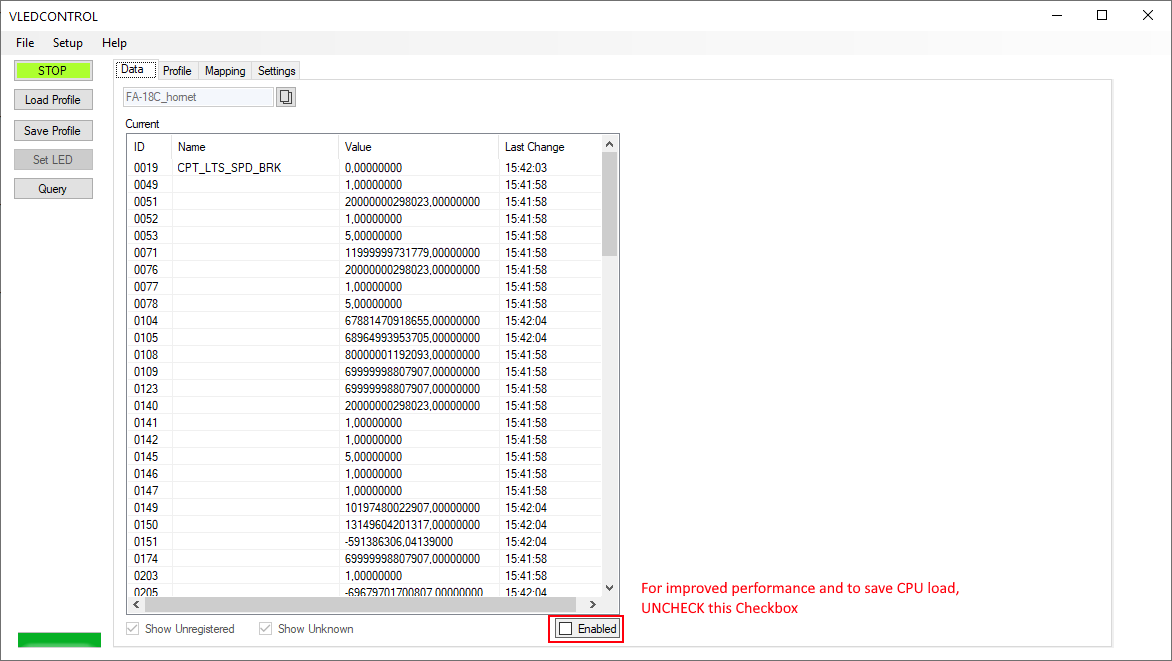 VLEDCONTROL
File Setup Help
STOP
Load Profile
Save Profile
Set LED
Query
Data Profile Mapping Settings
FA-18C_hornet
Current
ID Name Value Last Change
0019 CPT_LTS_SPD_BRK 0,00000000 15:42:03
0049 1,00000000 15:41:58
0051 20000000298023,00000000 15:41:58
0052 1,00000000 15:41:58
0053 5,00000000 15:41:58
0071 11999999731779,00000000 15:41:58
0076 20000000298023,00000000 15:41:58
0077 1,00000000 15:41:58
0078 5,00000000 15:41:58
0104 67881470918655,00000000 15:42:04
0105 68964993953705,00000000 15:42:04
0108 80000001192093,00000000 15:41:58
0109 69999998807907,00000000 15:41:58
0123 69999998807907,00000000 15:41:58
0140 20000000298023,00000000 15:41:58
0141 1,00000000 15:41:58
0142 1,00000000 15:41:58
0145 5,00000000 15:41:58
0146 1,00000000 15:41:58
0147 1,00000000 15:41:58
0149 10197480022907,00000000 15:42:04
0150 13149604201317,00000000 15:42:04
0151 -591386306,04139000 15:42:04
0174 69999998807907,00000000 15:41:58
0203 1,00000000 15:41:58
0205 -69679701700807,00000000 15:42:04
Show Unregistered Show Unknown Enabled
For improved performance and to save CPU load,
UNCHECK this Checkbox